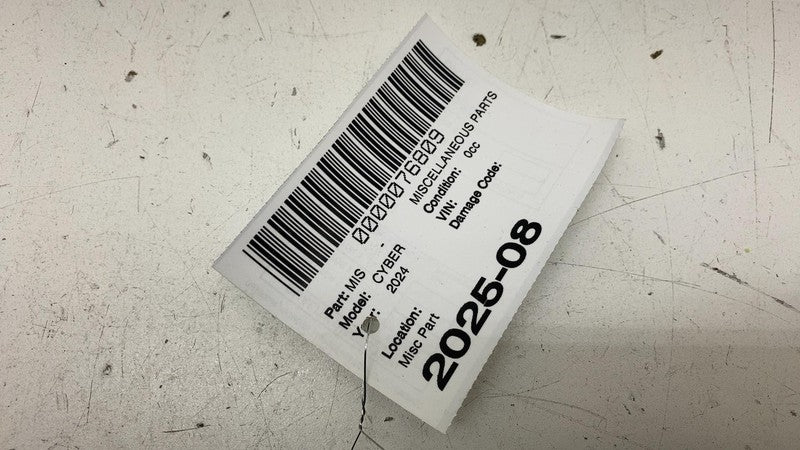 0000076809
MISCELLANEOUS PARTS
Part: MIS - Condition: 0cc
Model: CYBER VIN:
Year: 2024 Damage Code:
Location:
Misc Part
2025-08